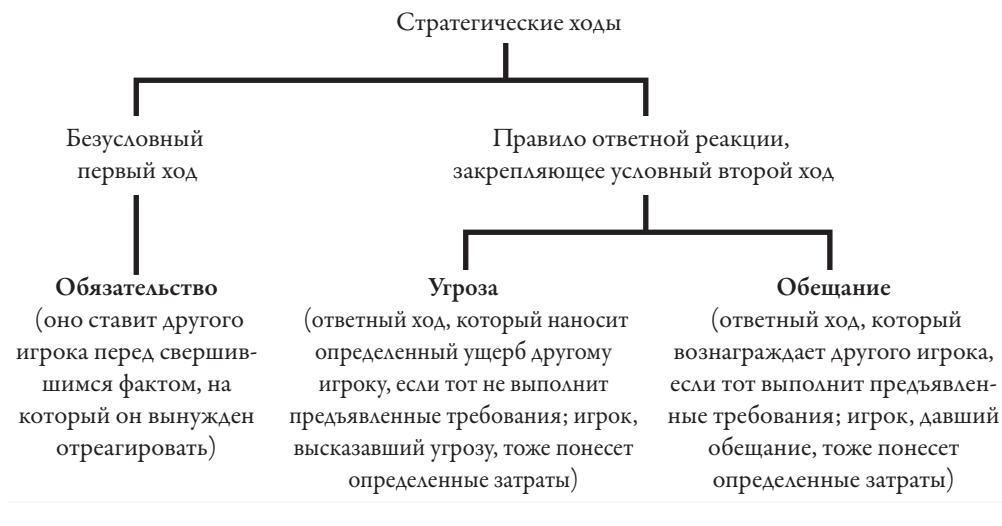 Стратегические ходы
Безусловный
первый ход
Правило ответной реакции,
закрепляющее условный второй ход
Обязательство
(оно ставит другого
игрока перед свершив-
шимся фактом, на
который он вынужден
отреагировать)
Угроза
(ответный ход, который наносит
определенный ущерб другому
игроку, если тот не выполнит
предъявленные требования; игрок,
высказавший угрозу, тоже понесет
определенные затраты)
Обещание
(ответный ход, который
вознаграждает другого игрока,
если тот выполнит предъявлен-
ные требования; игрок, давший
обещание, тоже понесет
определенные затраты)